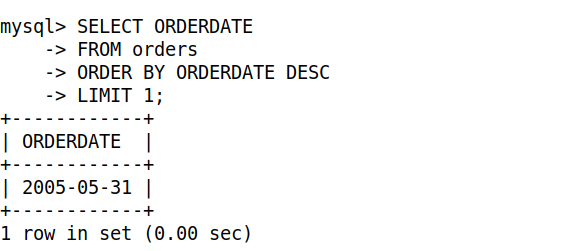 mysql> SELECT ORDERDATE
    -> FROM orders
    -> ORDER BY ORDERDATE DESC
    -> LIMIT 1;
+------------+
| ORDERDATE  |
+------------+
| 2005-05-31 |
+------------+
1 row in set (0.00 sec)